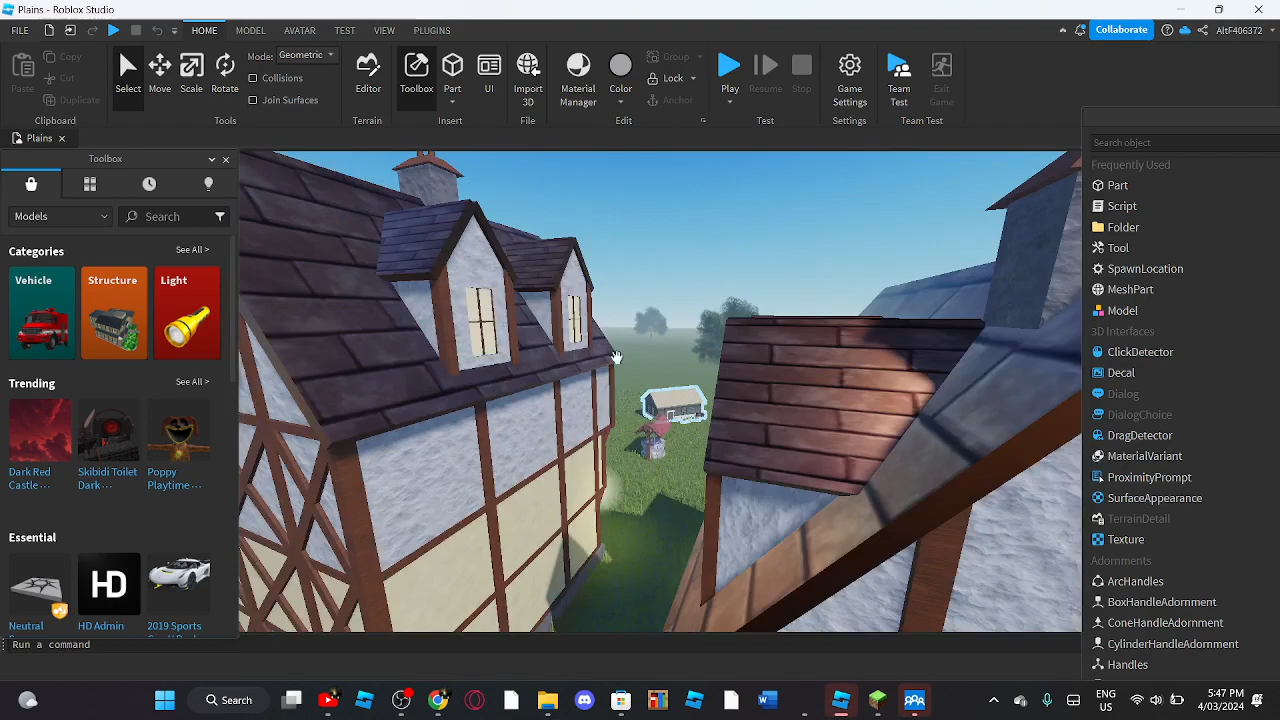 Plains - Roblox Studio
FILE HOME MODEL AVATAR TEST VIEW PLUGINS
Collaborate
AtEF406372
Paste
Copy
Cut
Duplicate
Clipboard
Select
Move
Scale
Rotate
Mode: Geometric
Collisions
Join Surfaces
Tools
Editor
Terrain
Toolbox
Part
UI
Insert
Import 3D
File
Material Manager
Color
Group
Lock
Anchor
Edit
Play
Resume
Stop
Test
Game Settings
Settings
Team Test
Exit Game
Team Test
Plains
Toolbox
Models
Search
Categories
See All >
Vehicle
Structure
Light
Trending
See All >
Dark Red Castle ...
Skibidi Toilet Dark ...
Poppy Playtime ...
Essential
Neutral
HD
HD Admin
2019 Sports
Search object
Frequently Used
Part
Script
Folder
Tool
SpawnLocation
MeshPart
Model
3D Interfaces
ClickDetector
Decal
Dialog
DialogChoice
DragDetector
MaterialVariant
ProximityPrompt
SurfaceAppearance
TerrainDetail
Texture
Adornments
ArcHandles
BoxHandleAdornment
ConeHandleAdornment
CylinderHandleAdornment
Handles
Run a command
Search
ENG
US
5:47 PM
4/03/2024